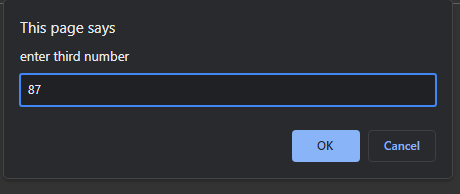 This page says
enter third number
87
OK
Cancel